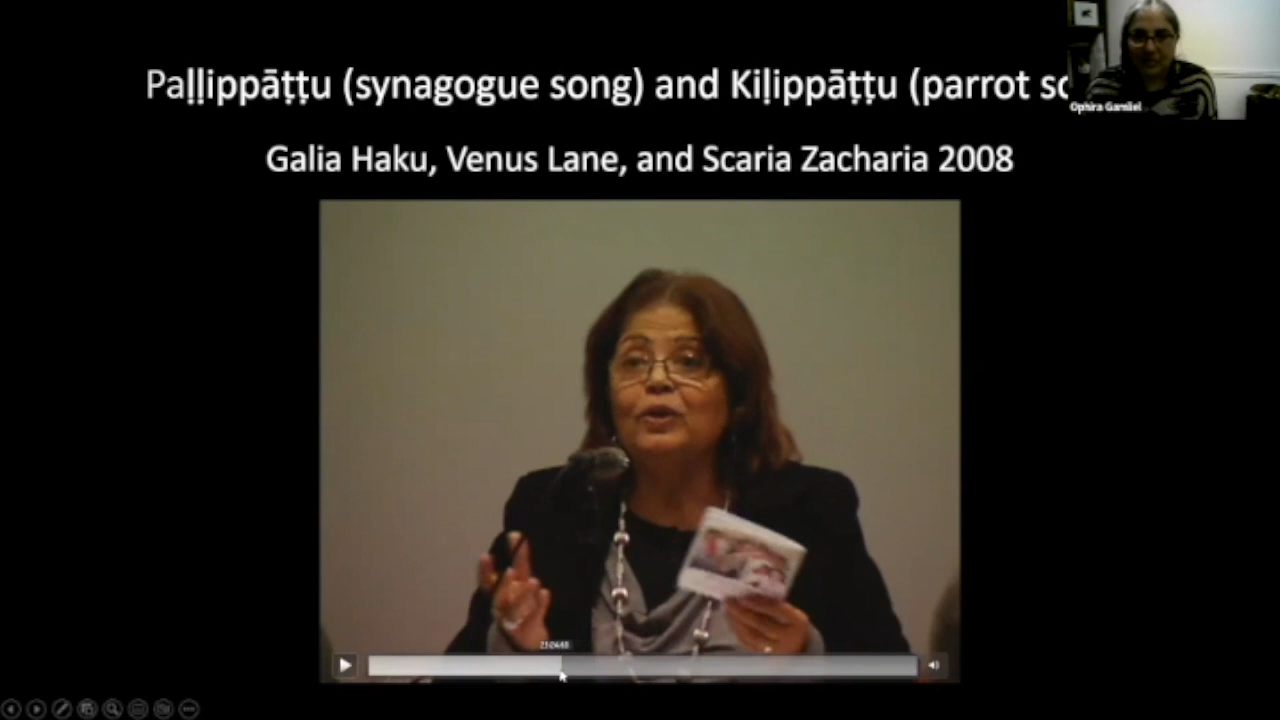 Paḷḷippāṭṭu (synagogue song) and Kiḷippāṭṭu (parrot so
Ophira Gamliel
Galia Haku, Venus Lane, and Scaria Zacharia 2008